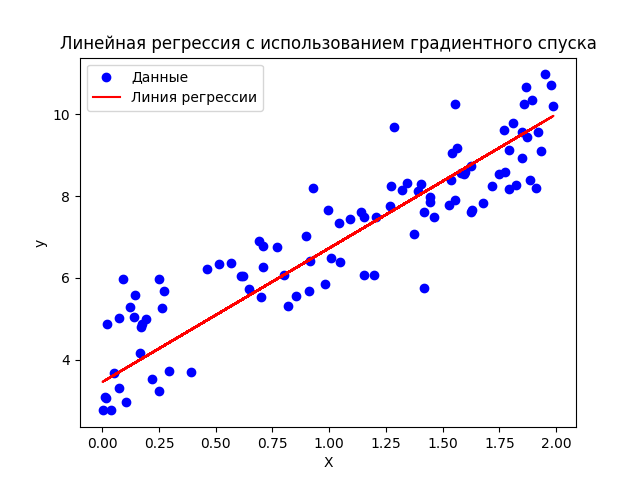 Линейная регрессия с использованием градиентного спуска
Данные
Линия регрессии
10
8
6
4
y
0.00 0.25 0.50 0.75 1.00 1.25 1.50 1.75 2.00
X